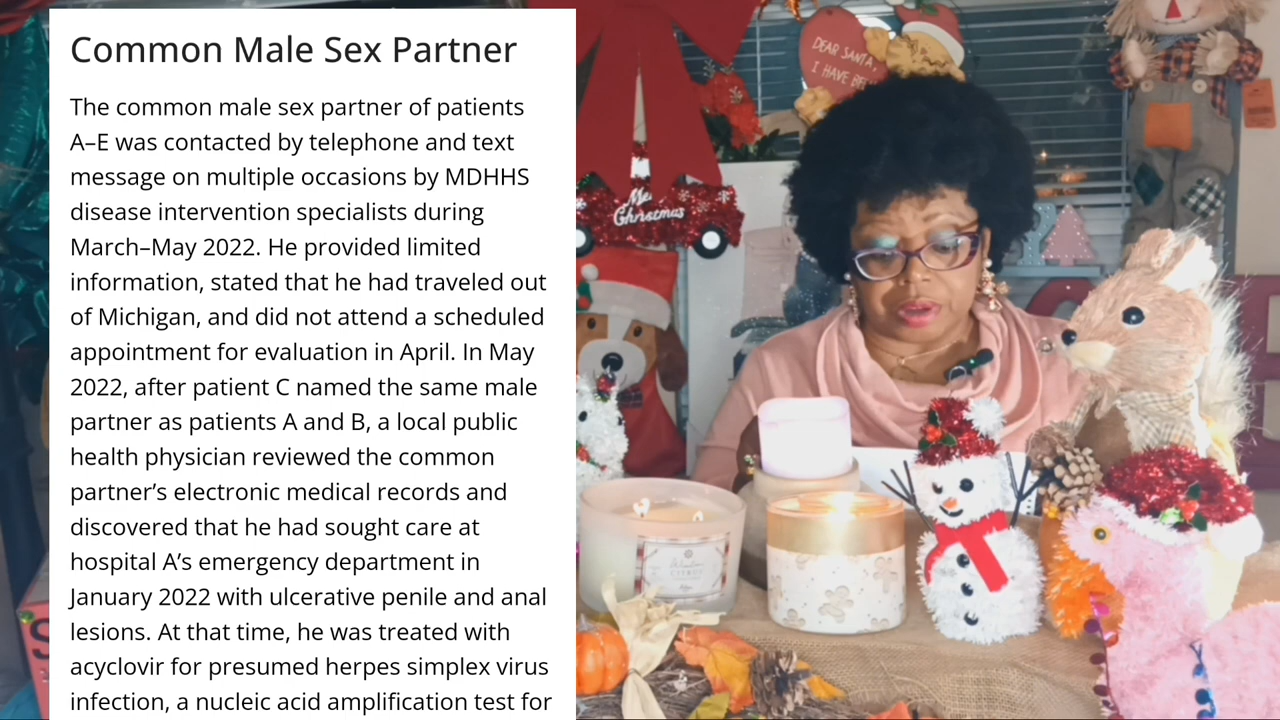 Common Male Sex Partner
The common male sex partner of patients
A–E was contacted by telephone and text
message on multiple occasions by MDHHS
disease intervention specialists during
March–May 2022. He provided limited
information, stated that he had traveled out
of Michigan, and did not attend a scheduled
appointment for evaluation in April. In May
2022, after patient C named the same male
partner as patients A and B, a local public
health physician reviewed the common
partner’s electronic medical records and
discovered that he had sought care at
hospital A’s emergency department in
January 2022 with ulcerative penile and anal
lesions. At that time, he was treated with
acyclovir for presumed herpes simplex virus
infection, a nucleic acid amplification test for
DEAR SANTA,
I HAVE
Christmas
Winter
CITRUS